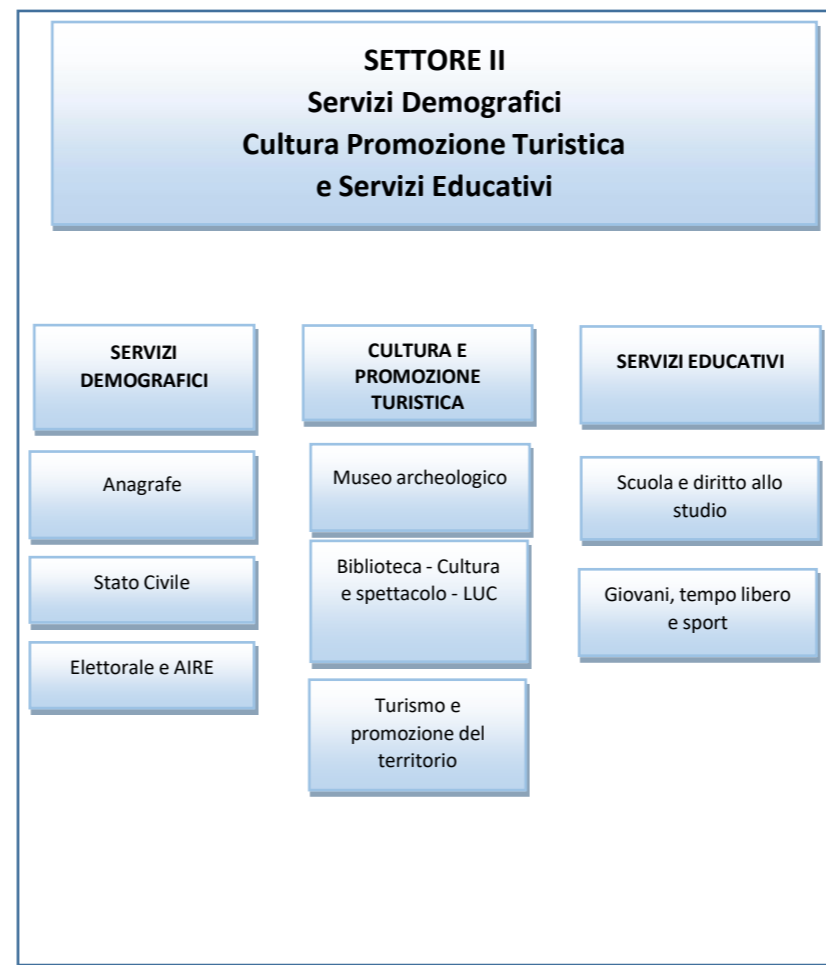 SETTORE II
Servizi Demografici
Cultura Promozione Turistica
e Servizi Educativi
SERVIZI
DEMOGRAFICI
Anagrafe
Stato Civile
Elettorale e AIRE
CULTURA E
PROMOZIONE
TURISTICA
Museo archeologico
Biblioteca - Cultura
e spettacolo - LUC
Turismo e
promozione del
territorio
SERVIZI EDUCATIVI
Scuola e diritto allo
studio
Giovani, tempo libero
e sport